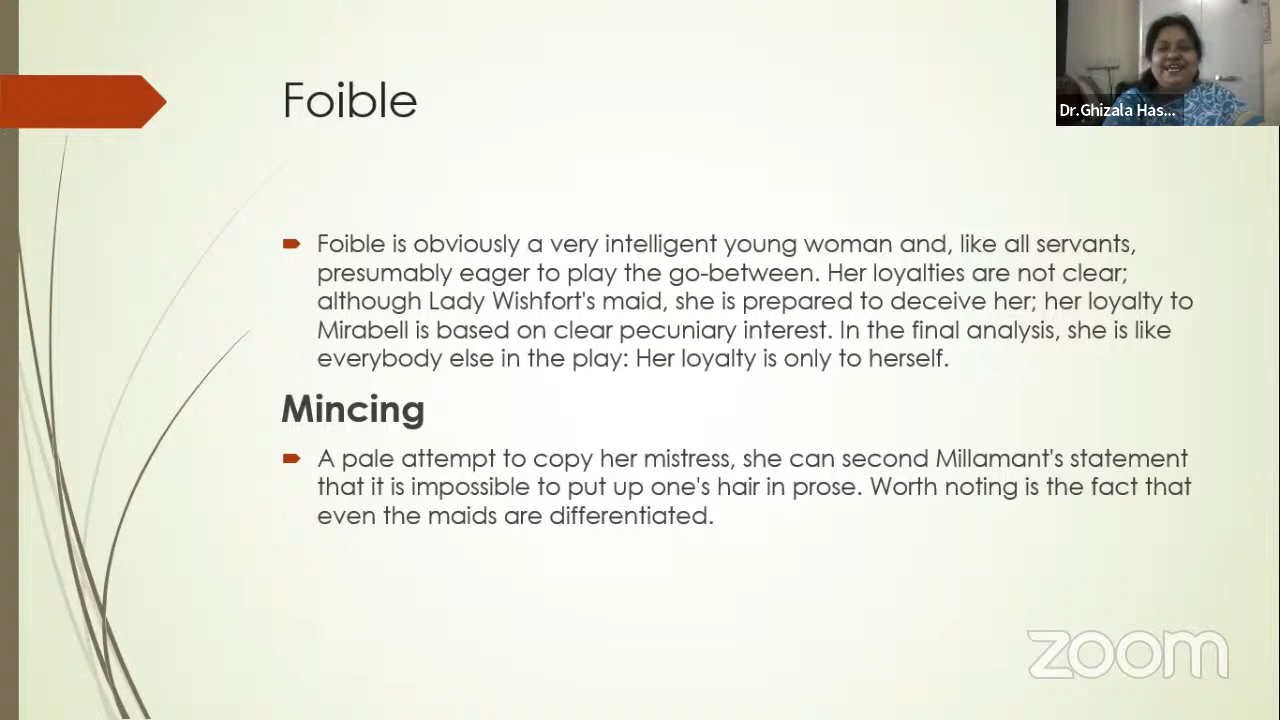 Foible
Dr.Ghizala Has...
Foible is obviously a very intelligent young woman and, like all servants,
presumably eager to play the go-between. Her loyalties are not clear;
although Lady Wishfort's maid, she is prepared to deceive her; her loyalty to
Mirabell is based on clear pecuniary interest. In the final analysis, she is like
everybody else in the play: Her loyalty is only to herself.
Mincing
A pale attempt to copy her mistress, she can second Millamant's statement
that it is impossible to put up one's hair in prose. Worth noting is the fact that
even the maids are differentiated.
zoom